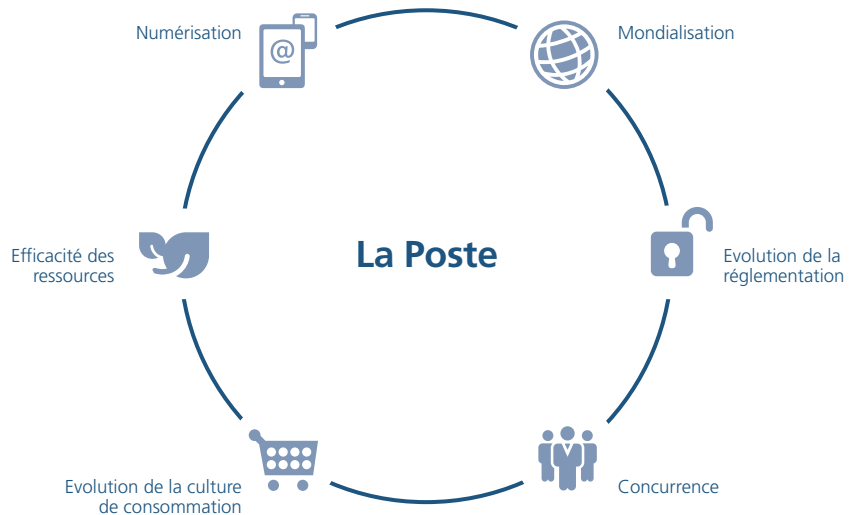 Numérisation
@
Mondialisation
Efficacité des
ressources
La Poste
Evolution de la
réglementation
Evolution de la culture
de consommation
Concurrence